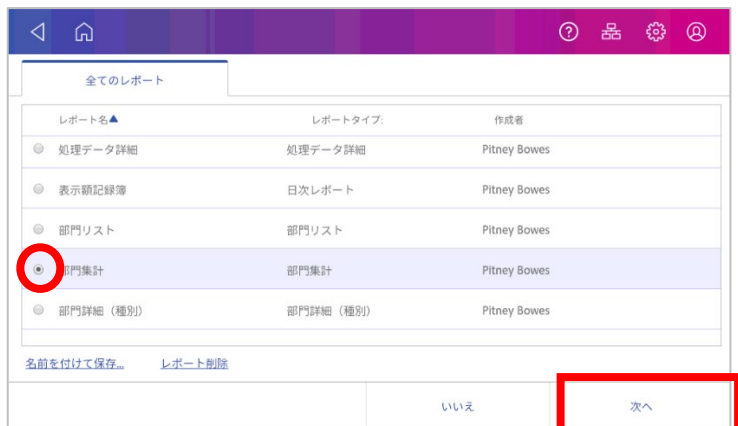 全てのレポート
レポート名▲ レポートタイプ: 作成者
処理データ詳細 処理データ詳細 Pitney Bowes
表示額記録簿 日次レポート Pitney Bowes
部門リスト 部門リスト Pitney Bowes
部門集計 部門集計 Pitney Bowes
部門詳細（種別） 部門詳細（種別） Pitney Bowes
名前を付けて保存... レポート削除
いいえ 次へ